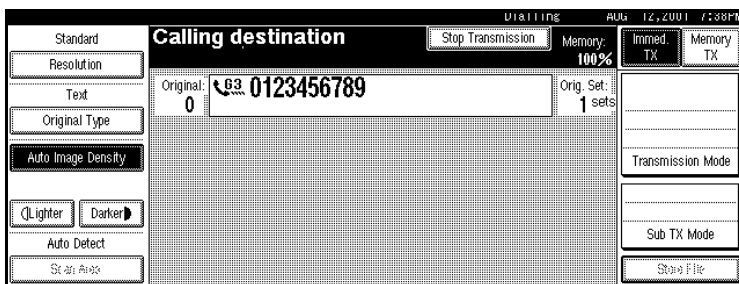 Dialling AUG 12,2001 7:38PM
Standard
Resolution
Text
Original Type
Auto Image Density
Lighter Darker
Auto Detect
Scan Area
Calling destination
Stop Transmission
Memory:
100%
Original:
0
G3 0123456789
Orig. Set:
1 sets
Immed.
TX
Memory
TX
Transmission Mode
Sub TX Mode
Store File